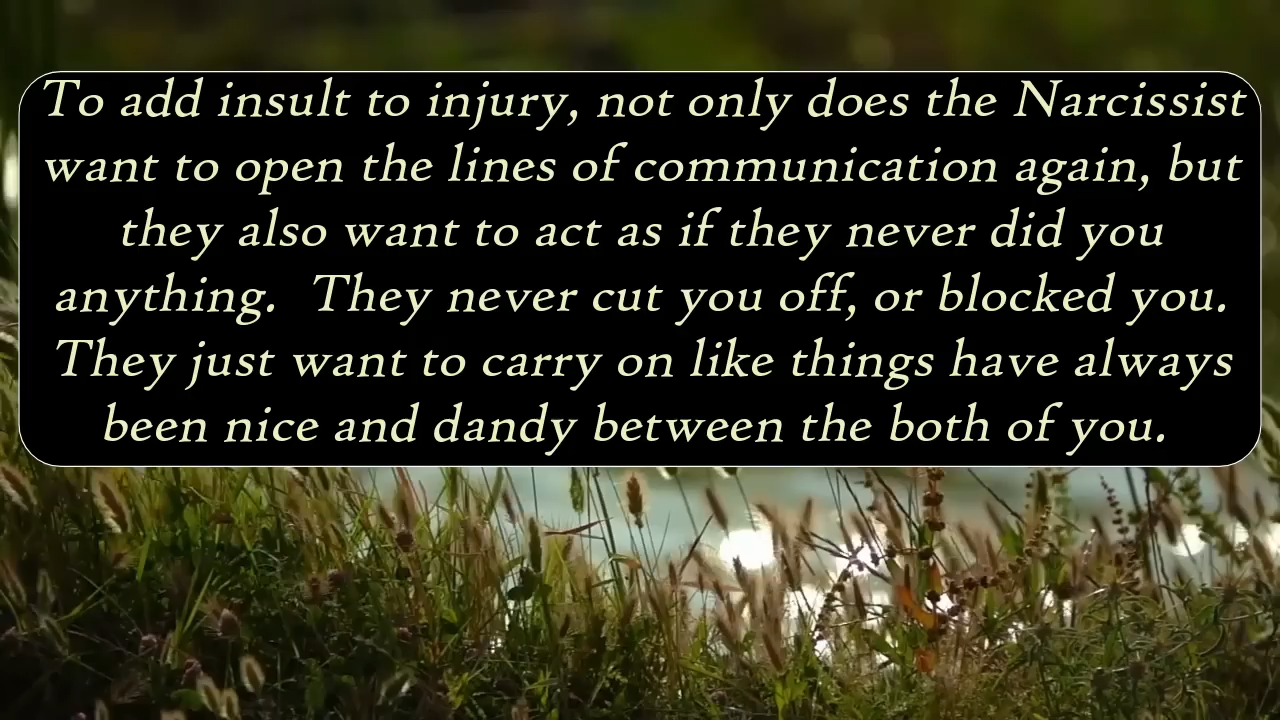 To add insult to injury, not only does the Narcissist
want to open the lines of communication again, but
they also want to act as if they never did you
anything.  They never cut you off, or blocked you.
They just want to carry on like things have always
been nice and dandy between the both of you.